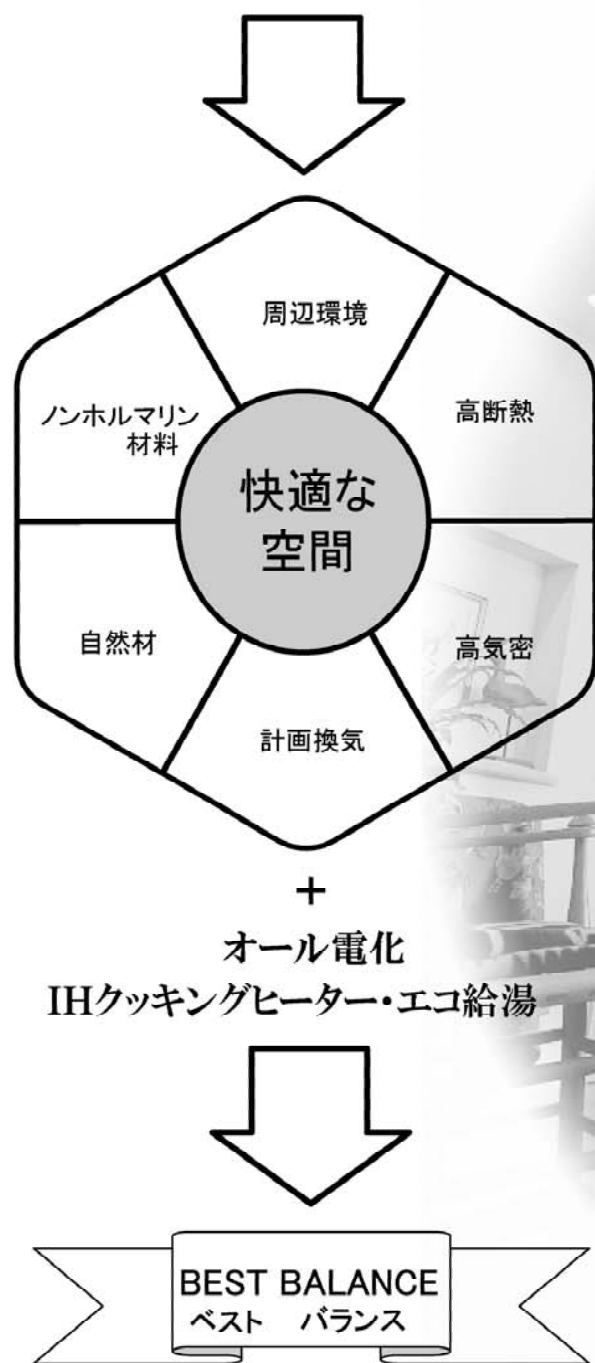 周辺環境
ノンホルマリン
材料
高断熱
快適な
空間
自然材
高気密
計画換気
+
オール電化
IHクッキングヒーター・エコ給湯
BEST BALANCE
ベスト バランス